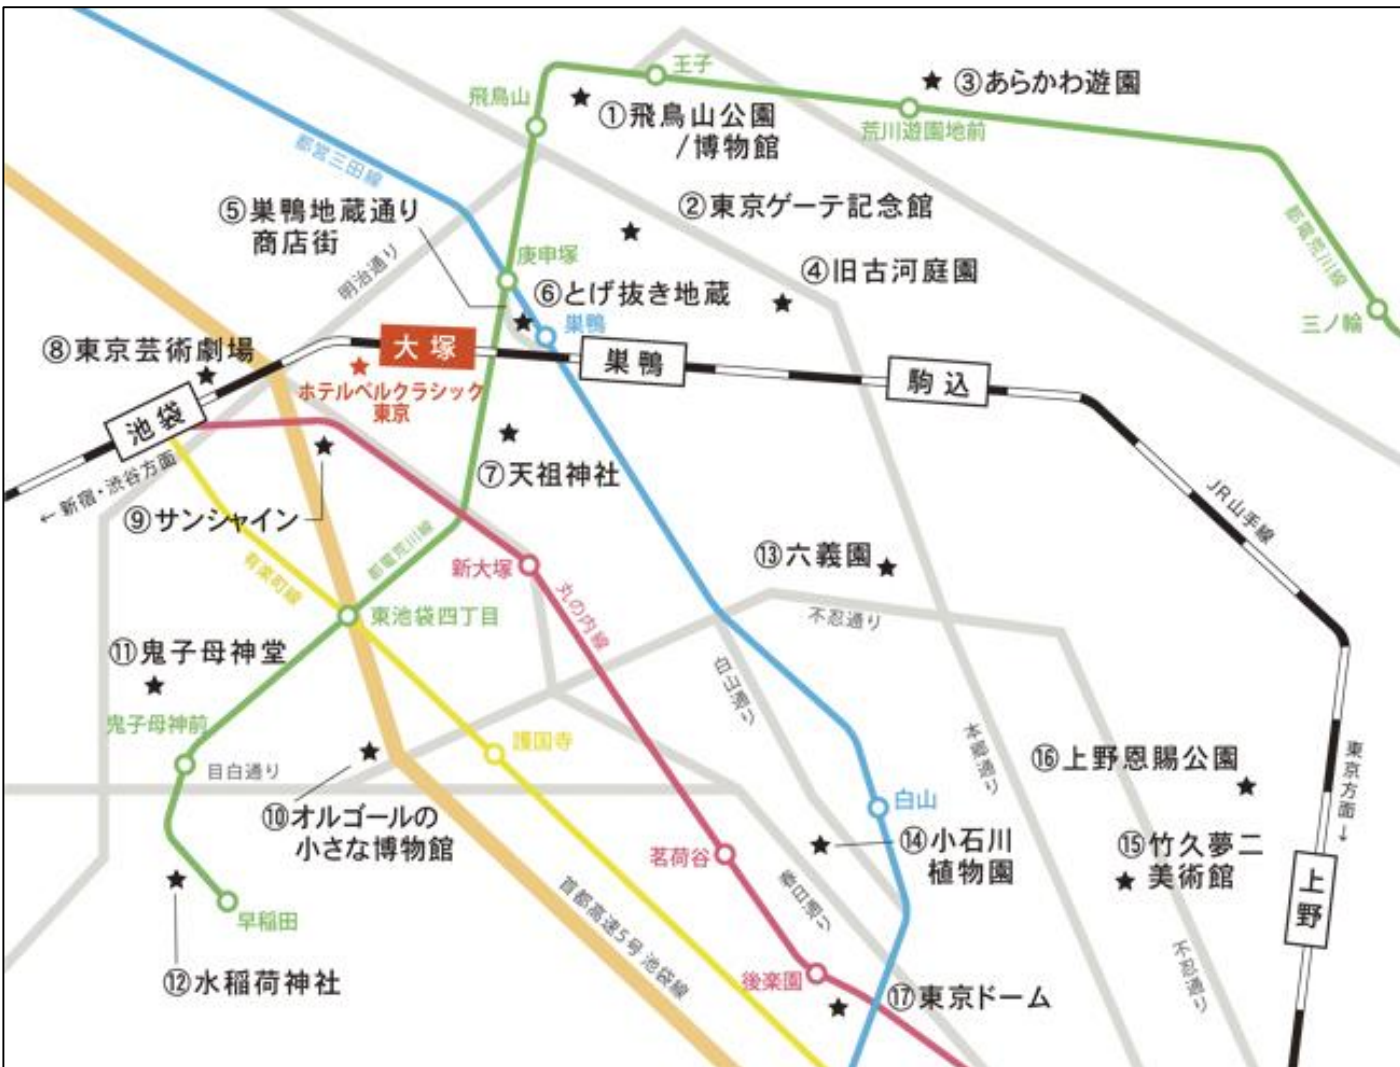 王子
③あらかわ遊園
飛鳥山
①飛鳥山公園
/博物館
荒川遊園地前
都営三田線
⑤巣鴨地蔵通り
商店街
②東京ゲーテ記念館
都電荒川線
明治通り
庚申塚
④旧古河庭園
⑥とげ抜き地蔵
巣鴨
三ノ輪
⑧東京芸術劇場
大塚
巣鴨
駒込
ホテルベルクラシック
東京
池袋
← 新宿・渋谷方面
⑦天祖神社
⑨サンシャイン
JR山手線
都電荒川線
有楽町線
新大塚
丸の内線
⑬六義園
東池袋四丁目
不忍通り
⑪鬼子母神堂
白山通り
鬼子母神前
護国寺
本郷通り
目白通り
⑯上野恩賜公園
東京方面→
⑩オルゴールの
小さな博物館
白山
茗荷谷
⑭小石川
植物園
⑮竹久夢二
美術館
春日通り
上野
早稲田
首都高速5号 池袋線
⑫水稲荷神社
後楽園
⑰東京ドーム
不忍通り